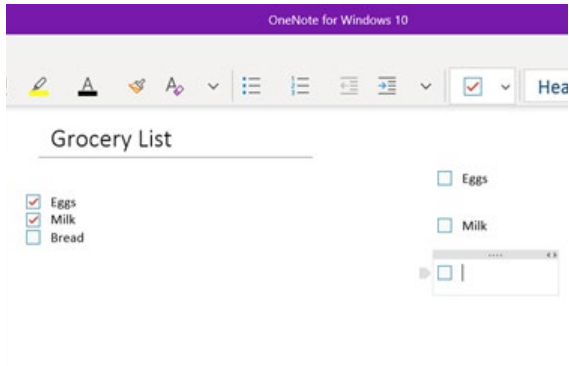 OneNote for Windows 10
A
A
Hea
Grocery List
Eggs
Milk
Bread
Eggs
Milk